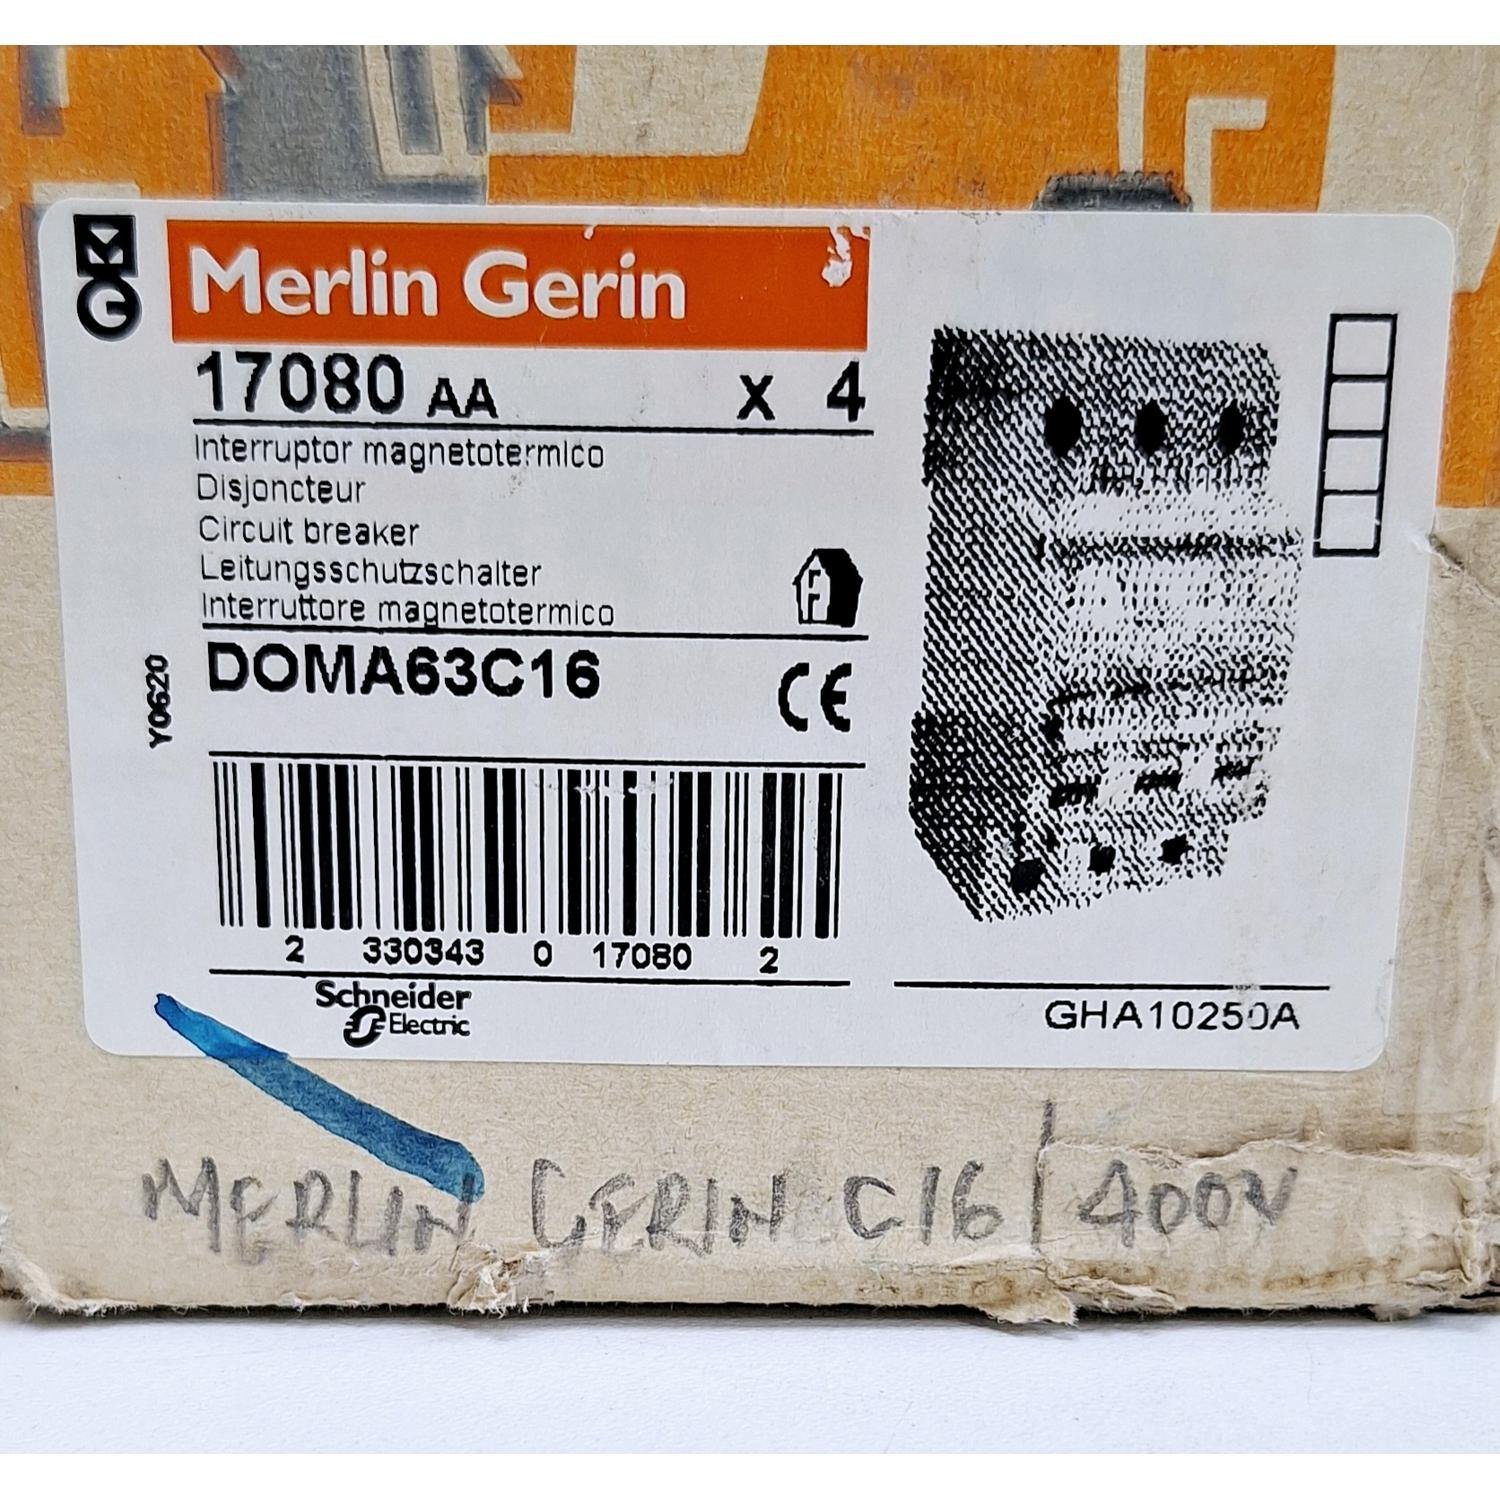 MG
Merlin Gerin
17080 AA x 4
Interruptor magnetotermico
Disjoncteur
Circuit breaker
Leitungsschutzschalter
Interruttore magnetotermico
DOMA63C16
CE
Y0620
2 330343 0 17080 2
Schneider
Electric
GHA10250A
MERLIN GERIN C16 / 400V